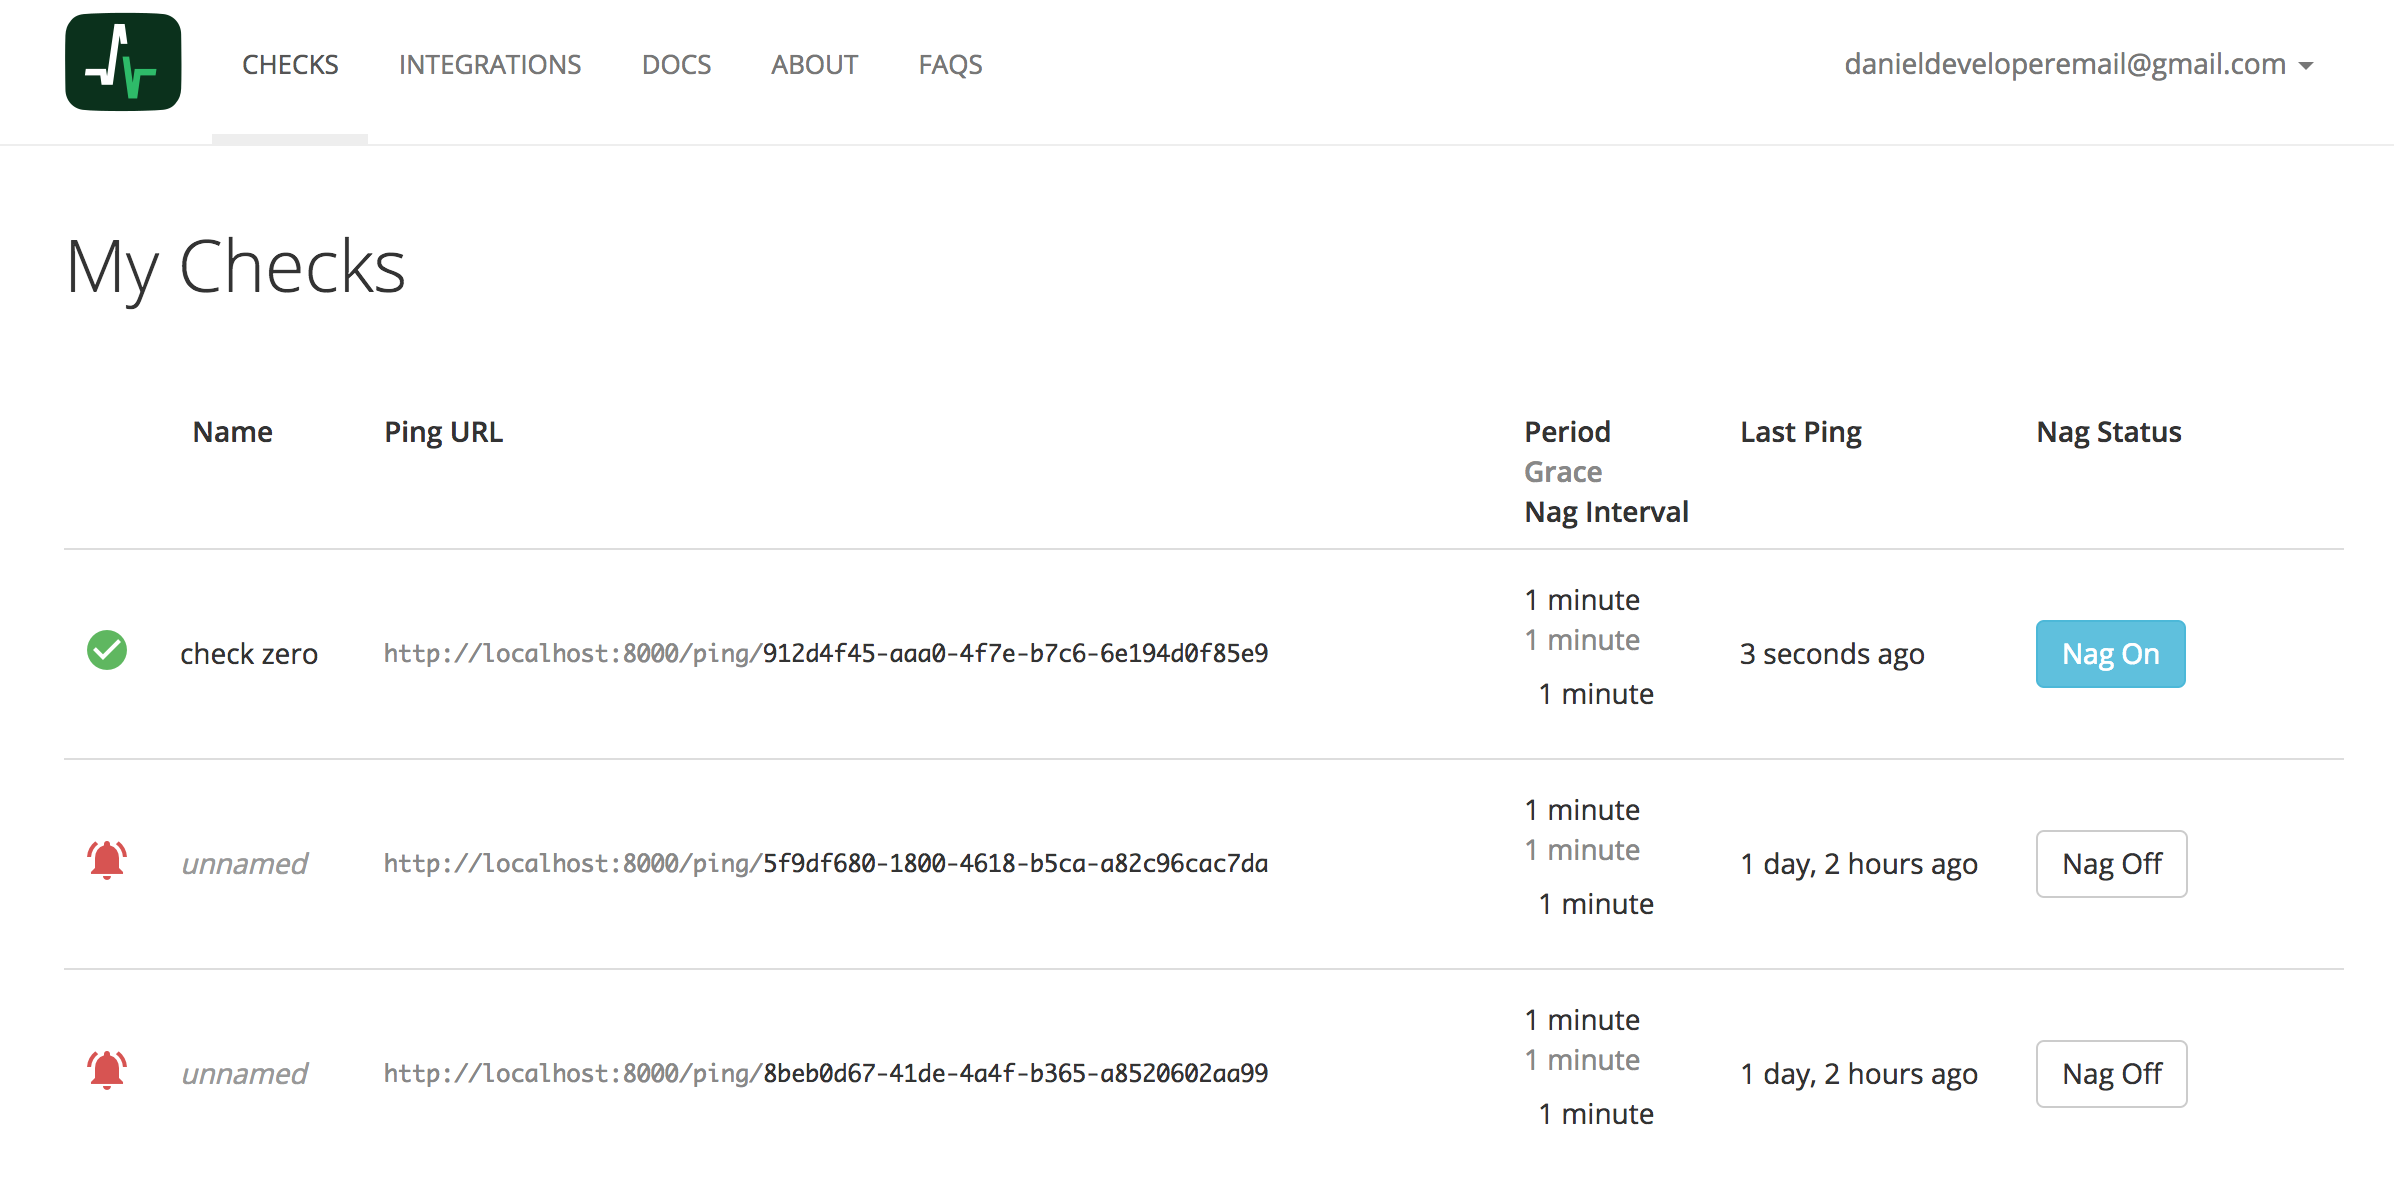 CHECKS INTEGRATIONS DOCS ABOUT FAQS danieldeveloperemail@gmail.com
My Checks
Name Ping URL Period Last Ping Nag Status
Grace
Nag Interval
1 minute
check zero http://localhost:8000/ping/912d4f45-aaa0-4f7e-b7c6-6e194d0f85e9 1 minute 3 seconds ago Nag On
1 minute
1 minute
unnamed http://localhost:8000/ping/5f9df680-1800-4618-b5ca-a82c96cac7da 1 minute 1 day, 2 hours ago Nag Off
1 minute
1 minute
unnamed http://localhost:8000/ping/8beb0d67-41de-4a4f-b365-a8520602aa99 1 minute 1 day, 2 hours ago Nag Off
1 minute